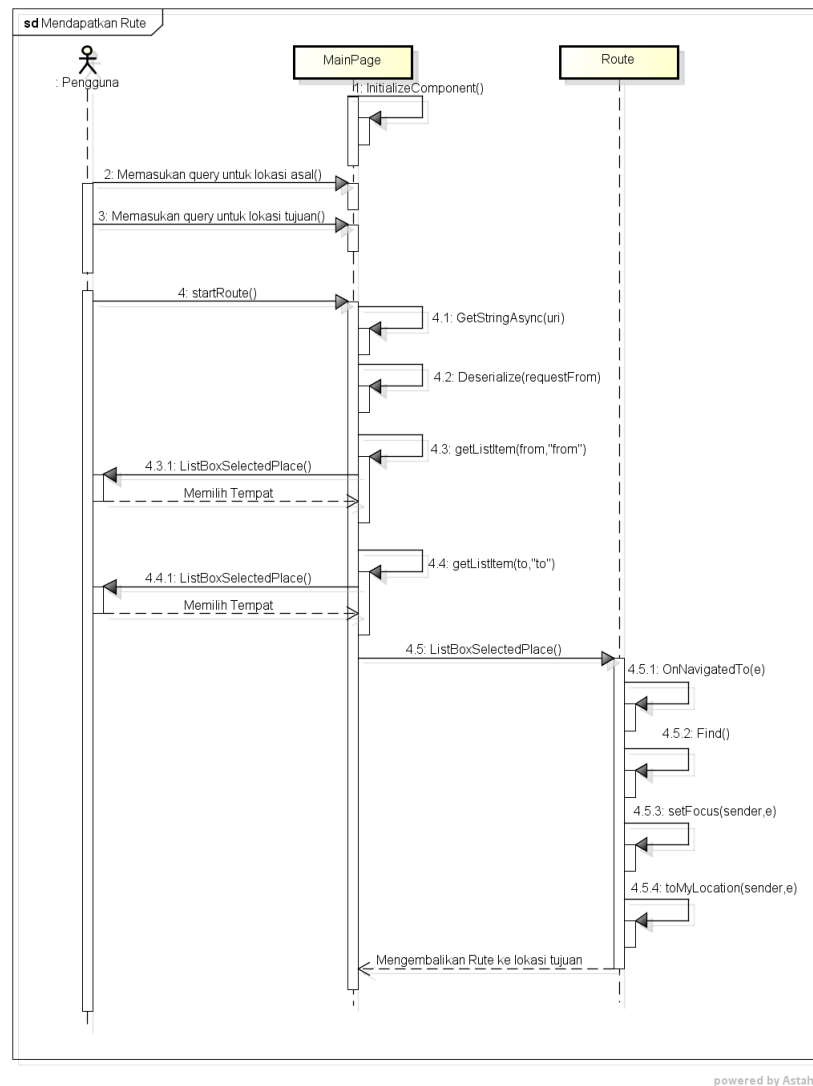 sd Mendapatkan Rute
: Pengguna
MainPage
Route
1: InitializeComponent()
2: Memasukan query untuk lokasi asal()
3: Memasukan query untuk lokasi tujuan()
4: startRoute()
4.1: GetStringAsync(uri)
4.2: Deserialize(requestFrom)
4.3: getListItem(from,"from")
4.3.1: ListBoxSelectedPlace()
Memilih Tempat
4.4: getListItem(to,"to")
4.4.1: ListBoxSelectedPlace()
Memilih Tempat
4.5: ListBoxSelectedPlace()
4.5.1: OnNavigatedTo(e)
4.5.2: Find()
4.5.3: setFocus(sender,e)
4.5.4: toMyLocation(sender,e)
Mengembalikan Rute ke lokasi tujuan
powered by Astah